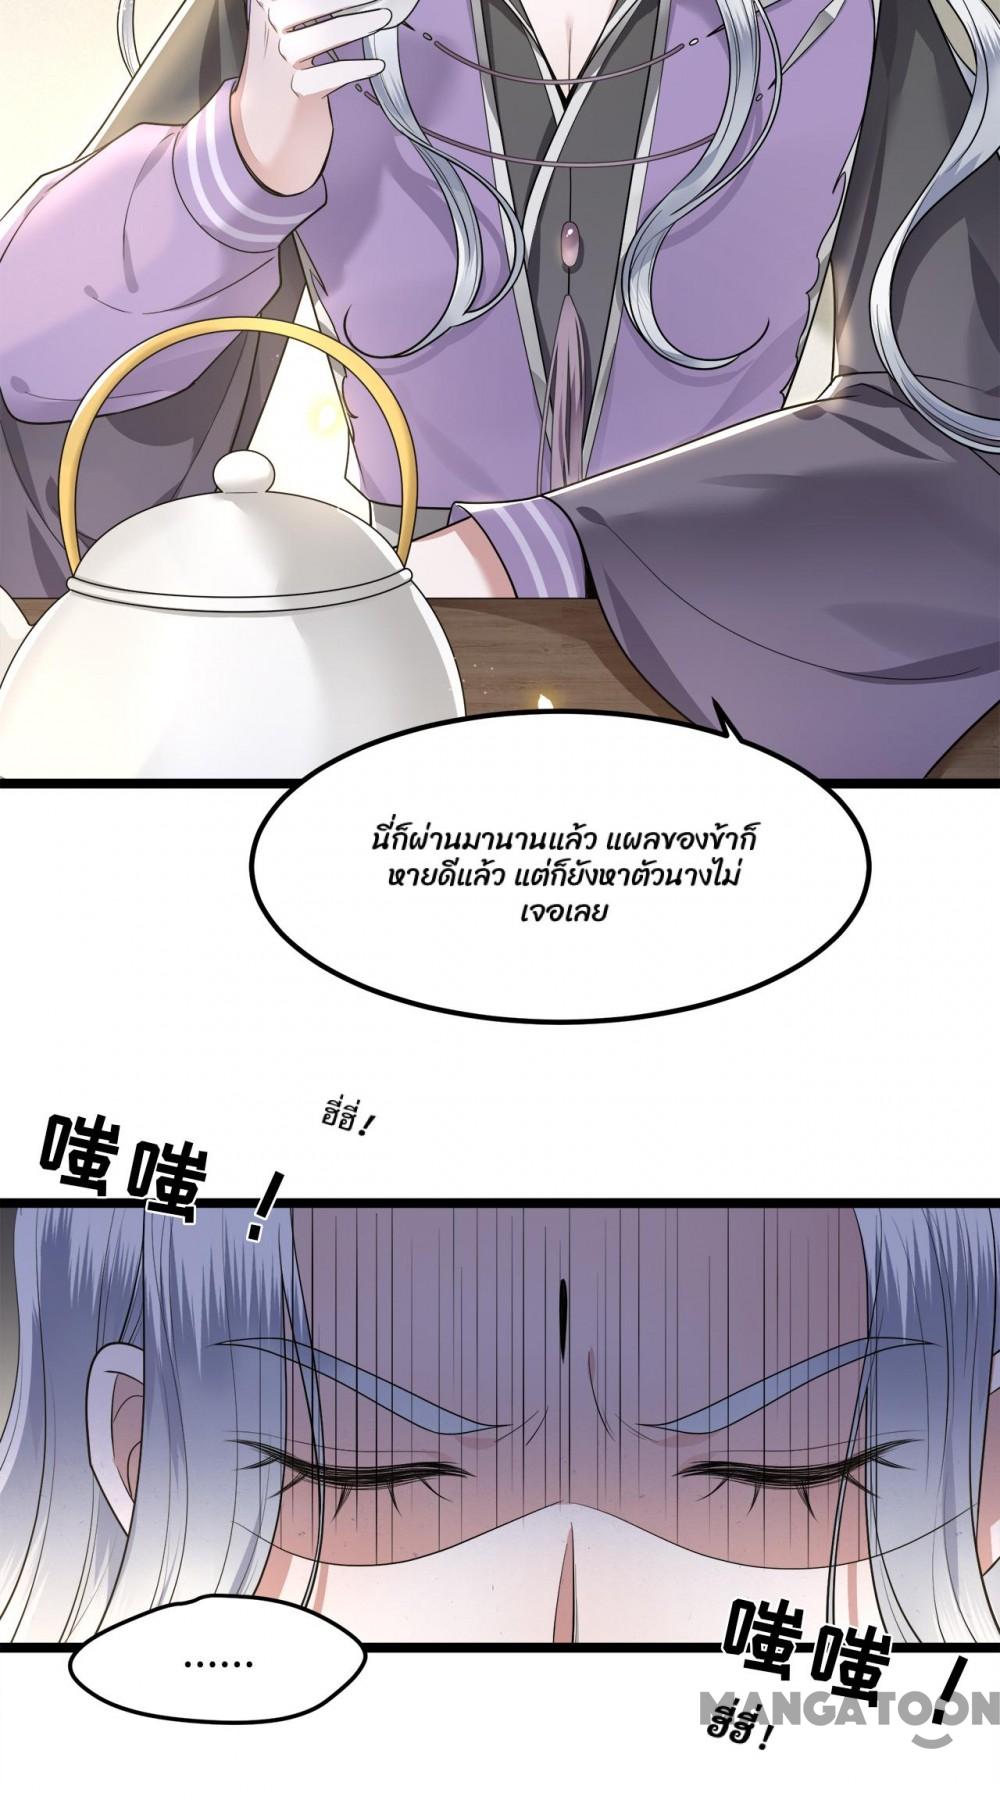 นี่ก็ผ่านมานานแล้ว แผลของข้าก็
หายดีแล้ว แต่ก็ยังหาตัวนางไม่
เจอเลย
ฮี่ฮี่!
嗤嗤!
......
嗤嗤!
MANGATOON
ฮี่ฮี่!